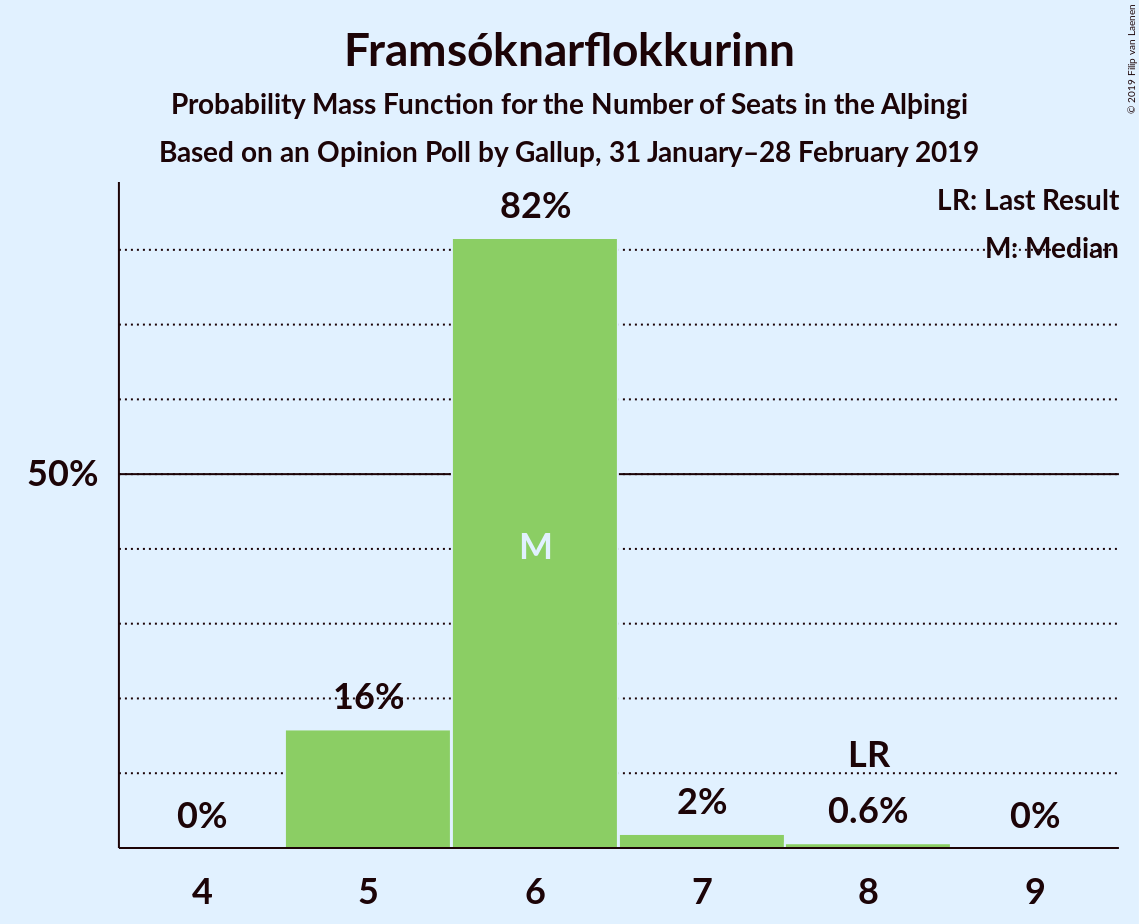 Framsóknarflokkurinn
Probability Mass Function for the Number of Seats in the Alþingi
Based on an Opinion Poll by Gallup, 31 January–28 February 2019
© 2019 Filip van Laenen
LR: Last Result
M: Median
82%
50%
M
16%
LR
0%
2%
0.6%
0%
4 5 6 7 8 9